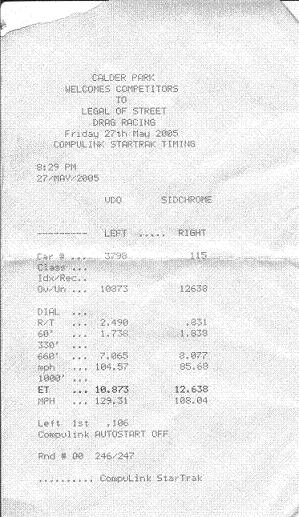 CALDER PARK
WELCOMES COMPETITORS
TO
LEGAL OF STREET
DRAG RACING
Friday 27th May 2005
COMPULINK STARTRAK TIMING
8:29 PM
27/MAY/2005
VDO SIDCHROME
--------- LEFT ..... RIGHT
Car # ... 3798 115
Class ...
Idx/Rec..
Ov/Un ... 10873 12638
DIAL ...
R/T ... 2.490 .831
60' ... 1.738 1.839
330' ...
660' ... 7.065 8.077
mph ... 104.57 85.68
1000' ...
ET ... 10.873 12.638
MPH ... 129.31 108.04
Left 1st .106
Compulink AUTOSTART OFF
Rnd # 00 246/247
.......... CompuLink StarTrak